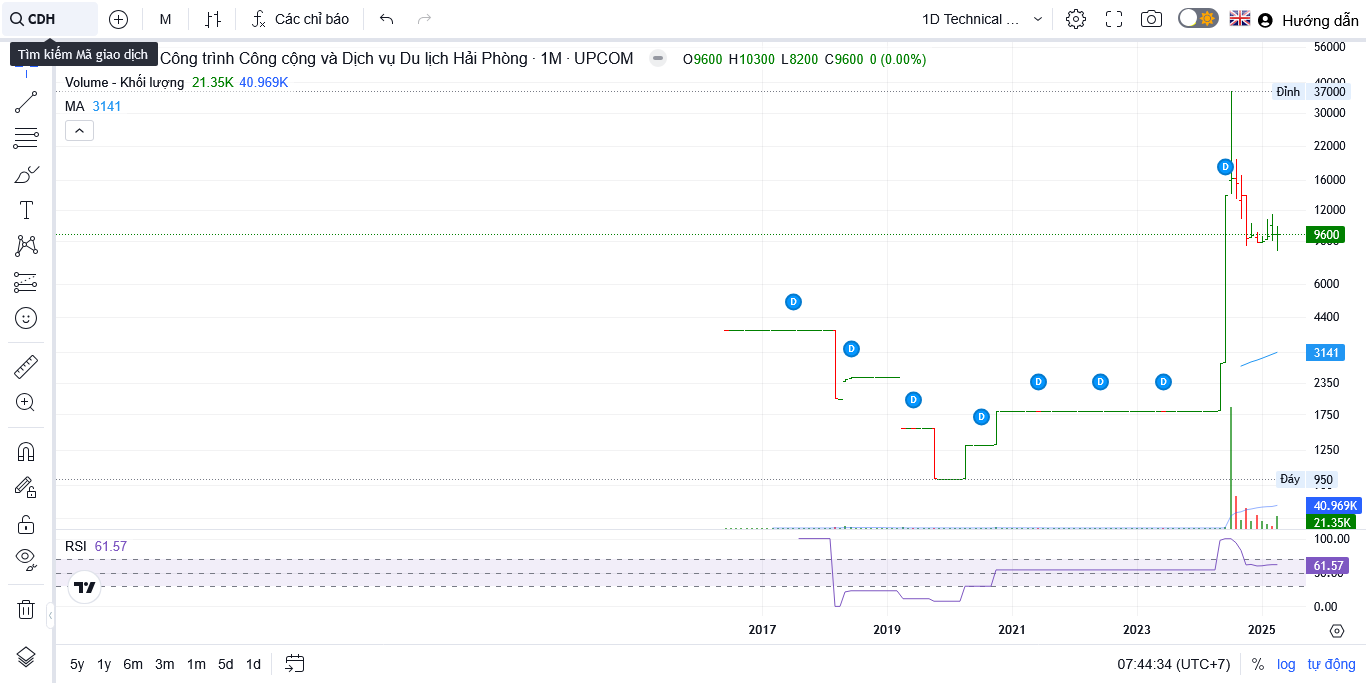 CDH
M
Các chỉ báo
1D Technical ...
Hướng dẫn
Tìm kiếm Mã giao dịch
Công trình Công cộng và Dịch vụ Du lịch Hải Phòng · 1M · UPCOM
O9600 H10300 L8200 C9600 0 (0.00%)
Volume - Khối lượng 21.35K 40.969K
MA 3141
56000
40000
Đỉnh 37000
30000
22000
D
16000
12000
9600
D
6000
4400
D
3141
D D D
2350
D
D
1750
1250
Đáy 950
40.969K
21.35K
RSI 61.57
100.00
61.57
50.00
0.00
2017 2019 2021 2023 2025
5y 1y 6m 3m 1m 5d 1d
07:44:34 (UTC+7) % log tự động